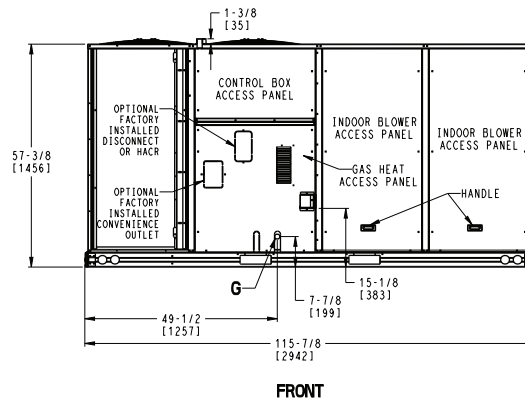 1-3/8
[35]
CONTROL BOX
ACCESS PANEL
OPTIONAL
FACTORY
INSTALLED
DISCONNECT
OR HACR
INDOOR BLOWER
ACCESS PANEL
INDOOR BLOWER
ACCESS PANEL
57-3/8
[1456]
GAS HEAT
ACCESS PANEL
OPTIONAL
FACTORY
INSTALLED
CONVENIENCE
OUTLET
HANDLE
G
15-1/8
[383]
7-7/8
[199]
49-1/2
[1257]
115-7/8
[2942]
FRONT